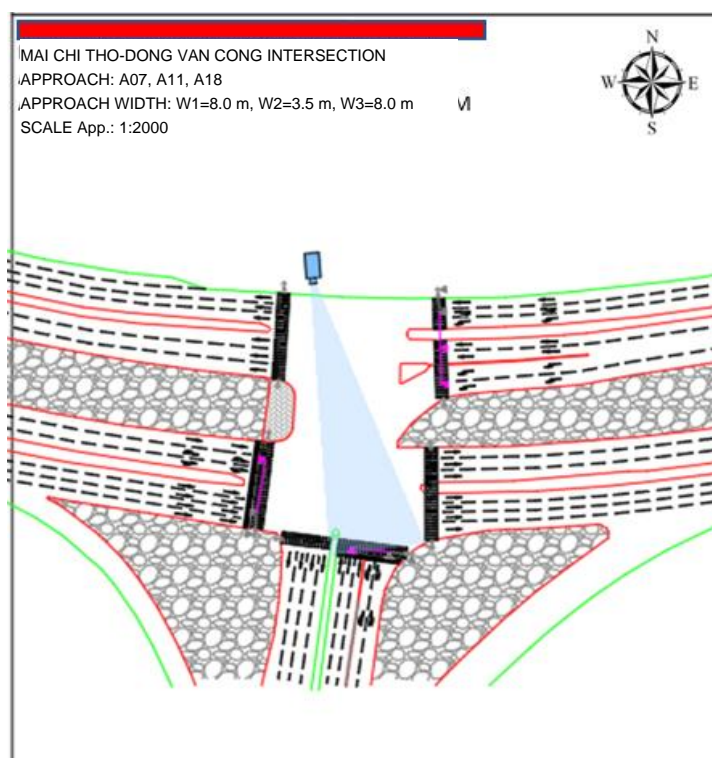 MAI CHI THO-DONG VAN CONG INTERSECTION
APPROACH: A07, A11, A18
APPROACH WIDTH: W1=8.0 m, W2=3.5 m, W3=8.0 m
SCALE App.: 1:2000
N
W E
S